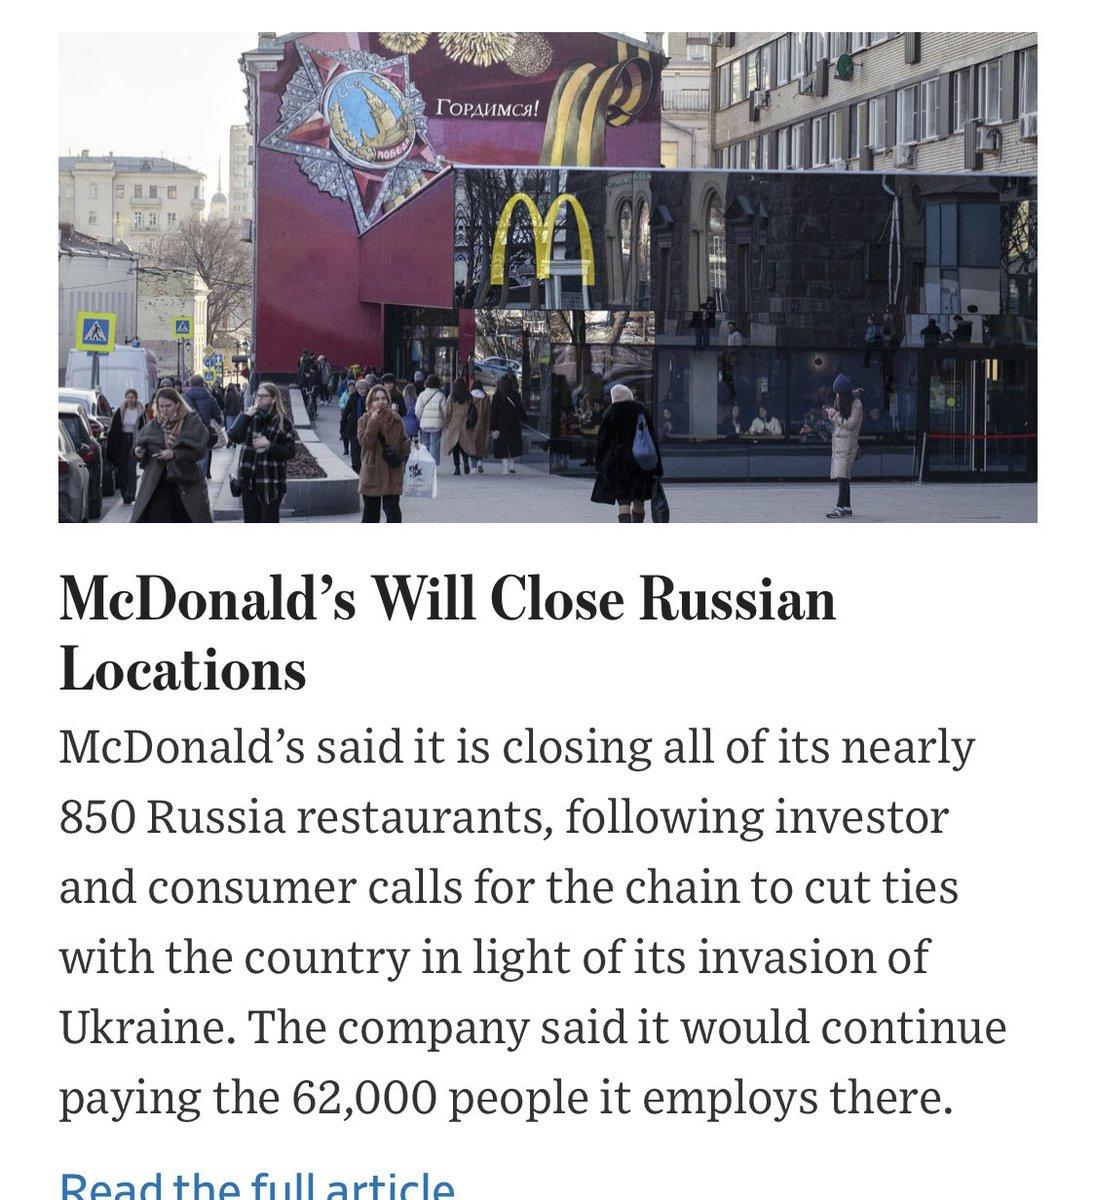 Гордимся!
ПОБЕДА
McDonald’s Will Close Russian
Locations
McDonald’s said it is closing all of its nearly
850 Russia restaurants, following investor
and consumer calls for the chain to cut ties
with the country in light of its invasion of
Ukraine. The company said it would continue
paying the 62,000 people it employs there.
Read the full article